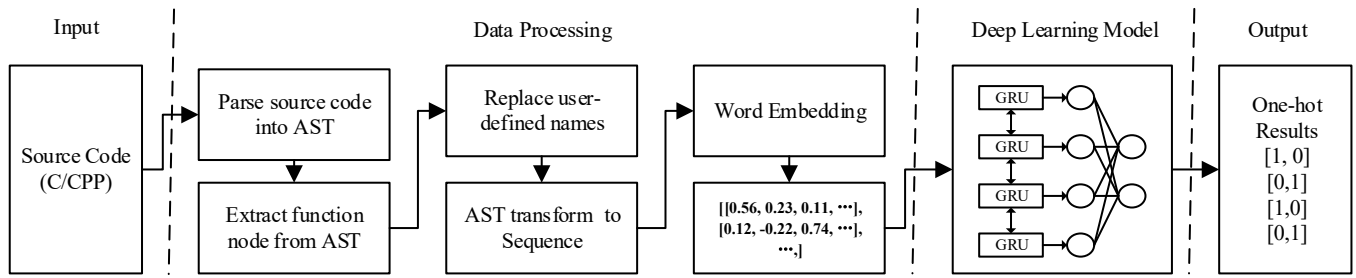 Input
Data Processing
Deep Learning Model
Output
Source Code
(C/CPP)
Parse source code
into AST
Extract function
node from AST
Replace user-
defined names
AST transform to
Sequence
Word Embedding
[[0.56, 0.23, 0.11, ···],
[0.12, -0.22, 0.74, ···],
···,]
GRU
GRU
GRU
GRU
One-hot
Results
[1, 0]
[0,1]
[1,0]
[0,1]